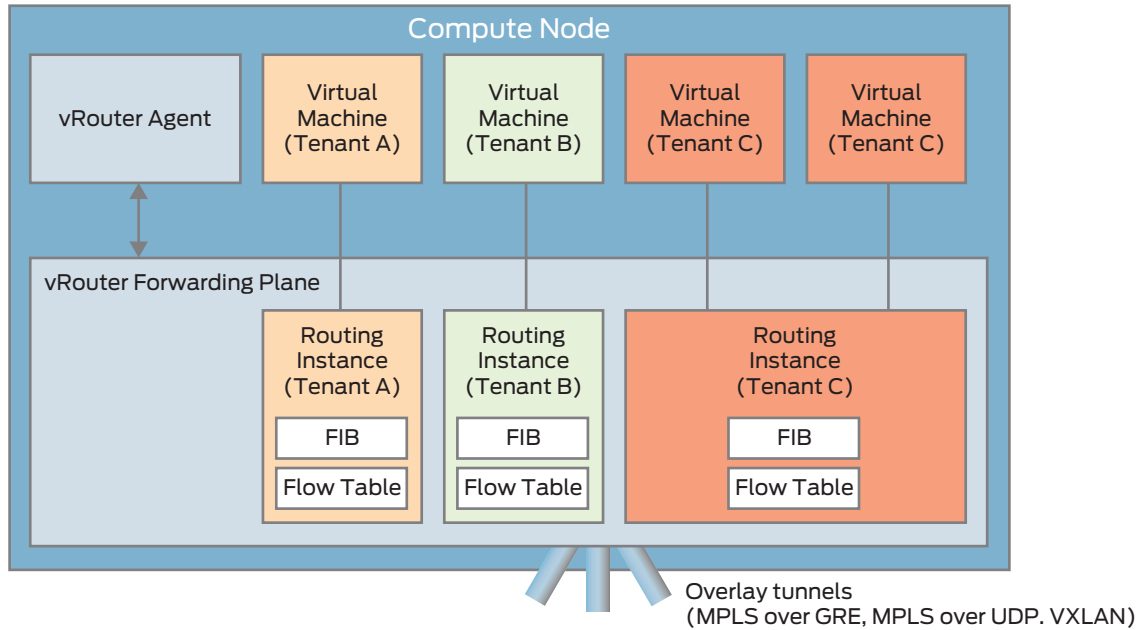 Compute Node
vRouter Agent
Virtual
Machine
(Tenant A)
Virtual
Machine
(Tenant B)
Virtual
Machine
(Tenant C)
Virtual
Machine
(Tenant C)
vRouter Forwarding Plane
Routing
Instance
(Tenant A)
FIB
Flow Table
Routing
Instance
(Tenant B)
FIB
Flow Table
Routing
Instance
(Tenant C)
FIB
Flow Table
Overlay tunnels
(MPLS over GRE, MPLS over UDP. VXLAN)